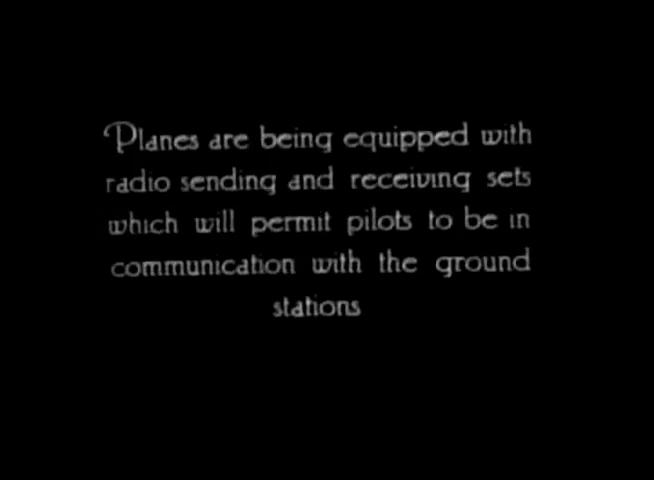 Planes are being equipped with
radio sending and receiving sets
which will permit pilots to be in
communication with the ground
stations